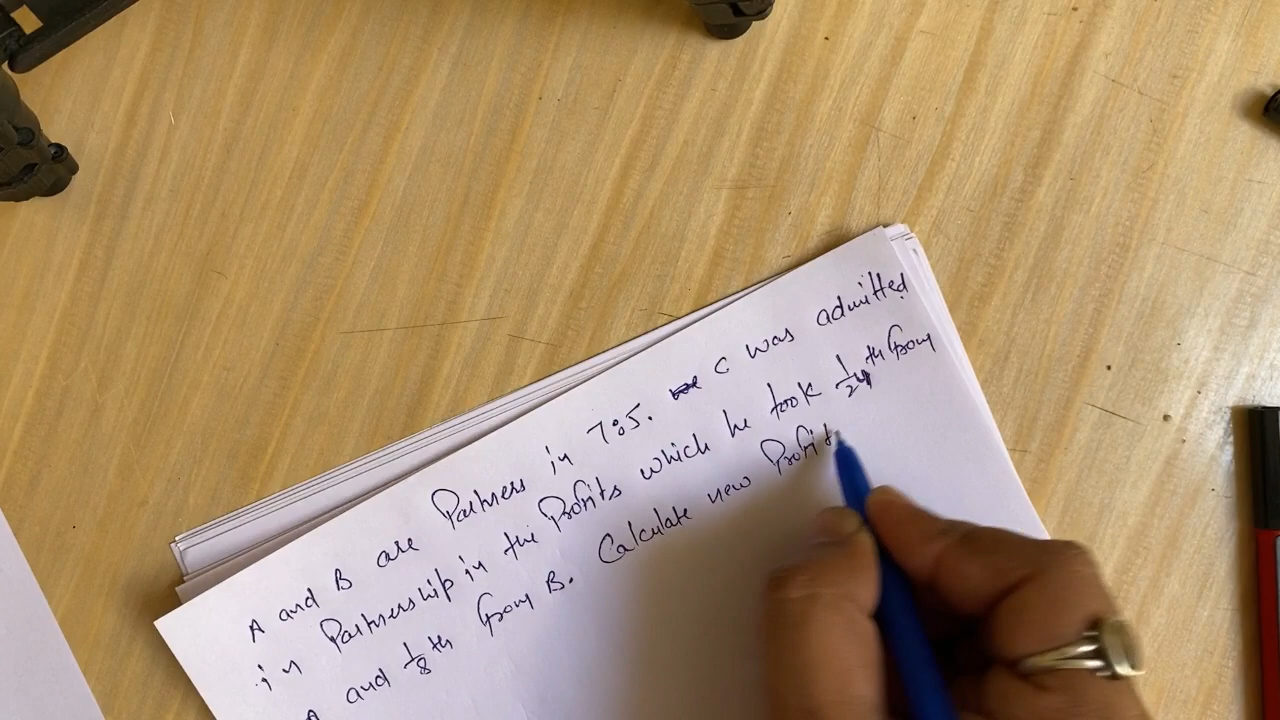 A and B are Partners in 7:5. C was admitted
in Partnership in the Profits which he took 1/24th from
A and 1/8th from B. Calculate new Profit